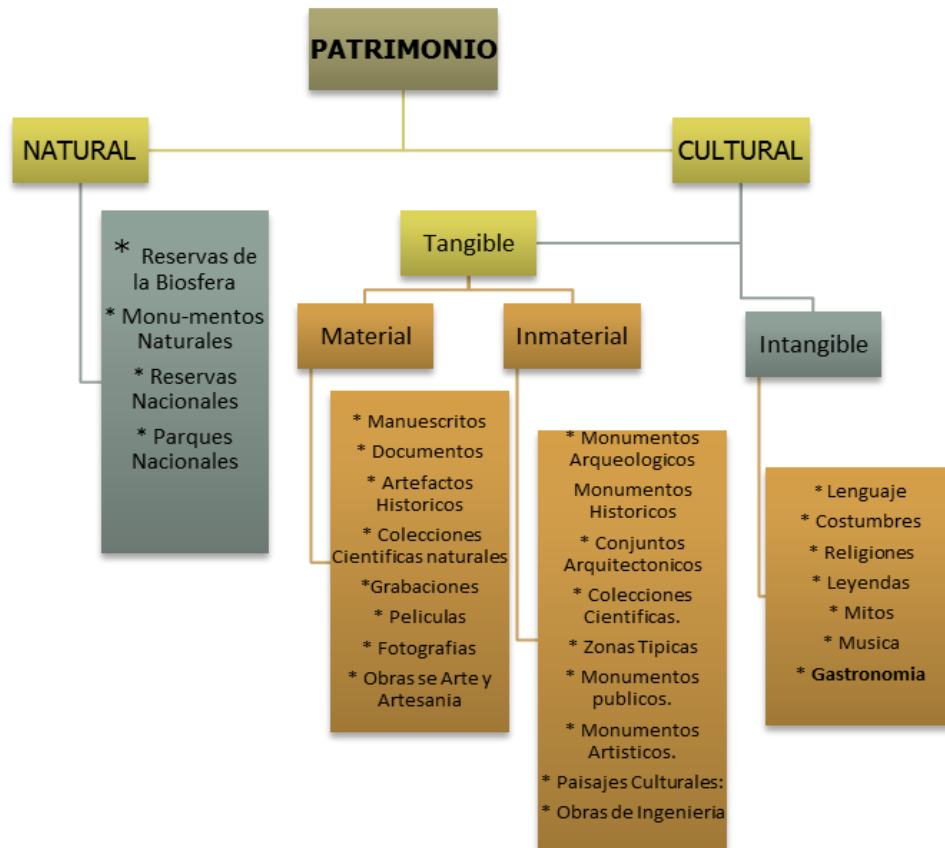 PATRIMONIO
NATURAL
CULTURAL
* Reservas de
la Biosfera
* Monu-mentos
Naturales
* Reservas
Nacionales
* Parques
Nacionales
Tangible
Material
Inmaterial
Intangible
* Manuescritos
* Documentos
* Artefactos
Historicos
* Colecciones
Cientificas naturales
*Grabaciones
* Peliculas
* Fotografias
* Obras se Arte y
Artesania
* Monumentos
Arqueologicos
Monumentos
Historicos
* Conjuntos
Arquitectonicos
* Colecciones
Cientificas.
* Zonas Tipicas
* Monumentos
publicos.
* Monumentos
Artisticos.
* Paisajes Culturales:
* Obras de Ingenieria
* Lenguaje
* Costumbres
* Religiones
* Leyendas
* Mitos
* Musica
* Gastronomia